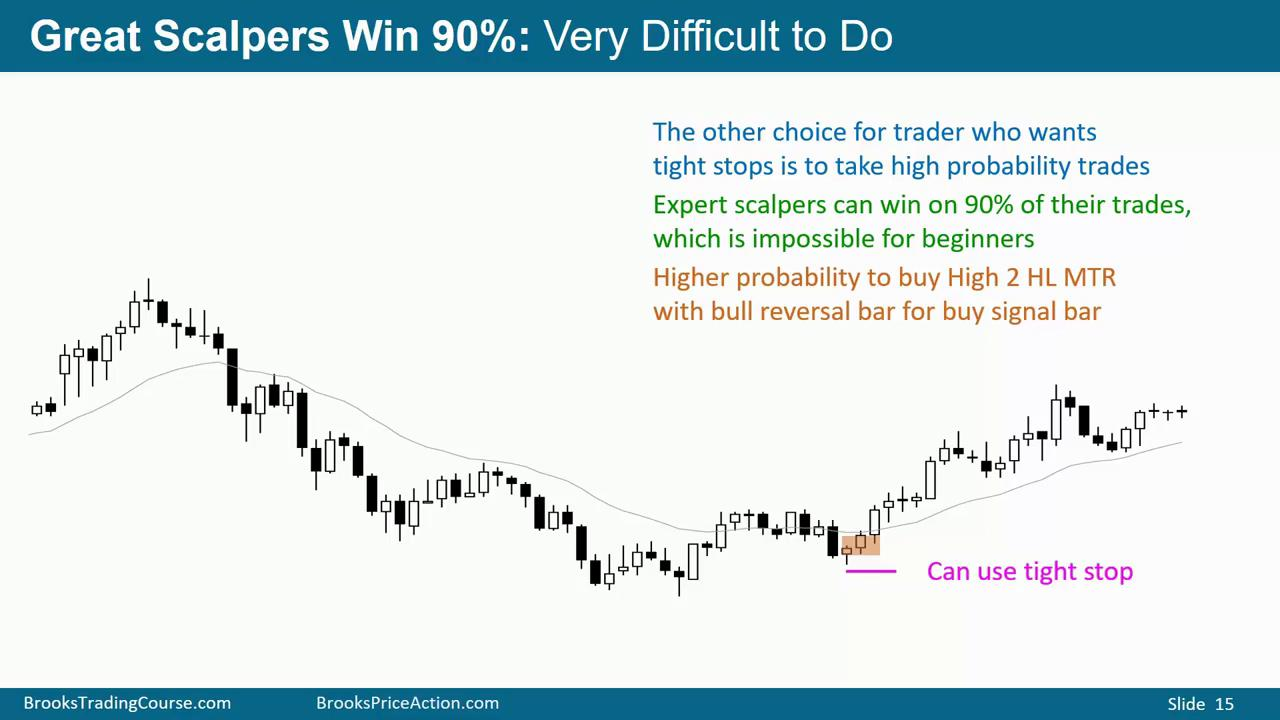 Great Scalpers Win 90%: Very Difficult to Do
The other choice for trader who wants
tight stops is to take high probability trades
Expert scalpers can win on 90% of their trades,
which is impossible for beginners
Higher probability to buy High 2 HL MTR
with bull reversal bar for buy signal bar
Can use tight stop
BrooksTradingCourse.com
BrooksPriceAction.com
Slide 15